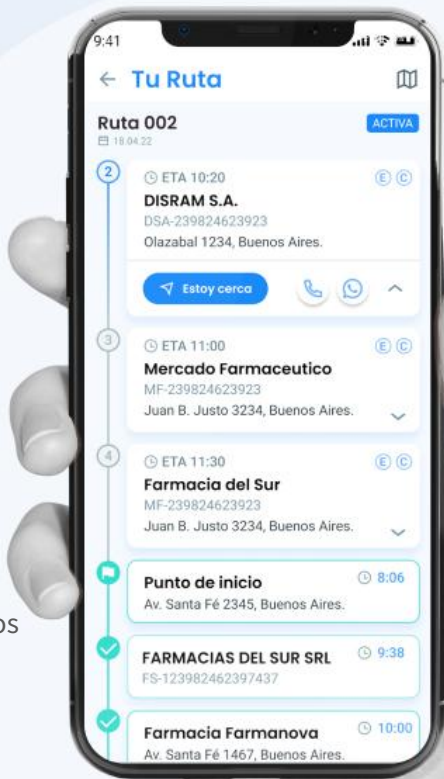 9:41
← Tu Ruta
Ruta 002
ACTIVA
18.04.22
2
ETA 10:20
E C
DISRAM S.A.
DSA-239824623923
Olazabal 1234, Buenos Aires.
Estoy cerca
3
ETA 11:00
E C
Mercado Farmaceutico
MF-239824623923
Juan B. Justo 3234, Buenos Aires.
4
ETA 11:30
E C
Farmacia del Sur
MF-239824623923
Juan B. Justo 3234, Buenos Aires.
Punto de inicio
8:06
Av. Santa Fé 2345, Buenos Aires.
os
FARMACIAS DEL SUR SRL
9:38
FS-123982462397437
Farmacia Farmanova
10:00
Av. Santa Fé 1467, Buenos Aires.